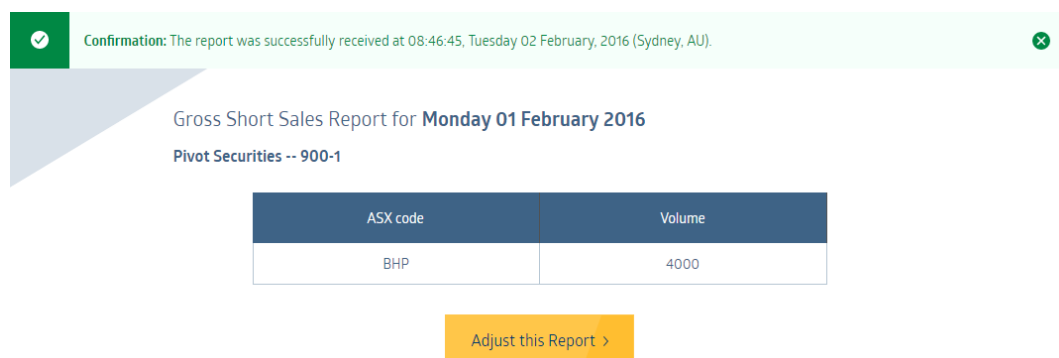 Confirmation: The report was successfully received at 08:46:45, Tuesday 02 February, 2016 (Sydney, AU).
Gross Short Sales Report for Monday 01 February 2016
Pivot Securities -- 900-1
ASX code Volume
BHP 4000
Adjust this Report >